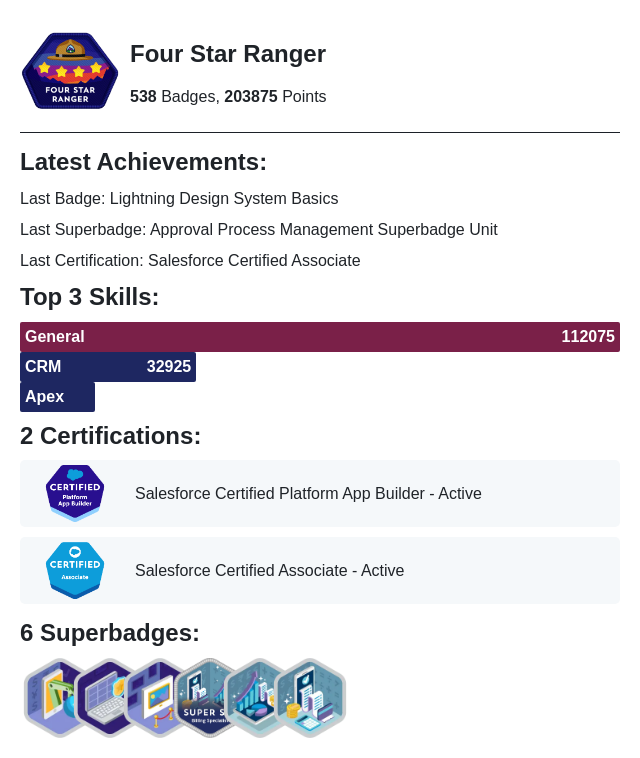 FOUR STAR
RANGER
Four Star Ranger
538 Badges, 203875 Points
Latest Achievements:
Last Badge: Lightning Design System Basics
Last Superbadge: Approval Process Management Superbadge Unit
Last Certification: Salesforce Certified Associate
Top 3 Skills:
General 112075
CRM 32925
Apex
2 Certifications:
CERTIFIED
Platform
App Builder
Salesforce Certified Platform App Builder - Active
CERTIFIED
Associate
Salesforce Certified Associate - Active
6 Superbadges:
SUPER S